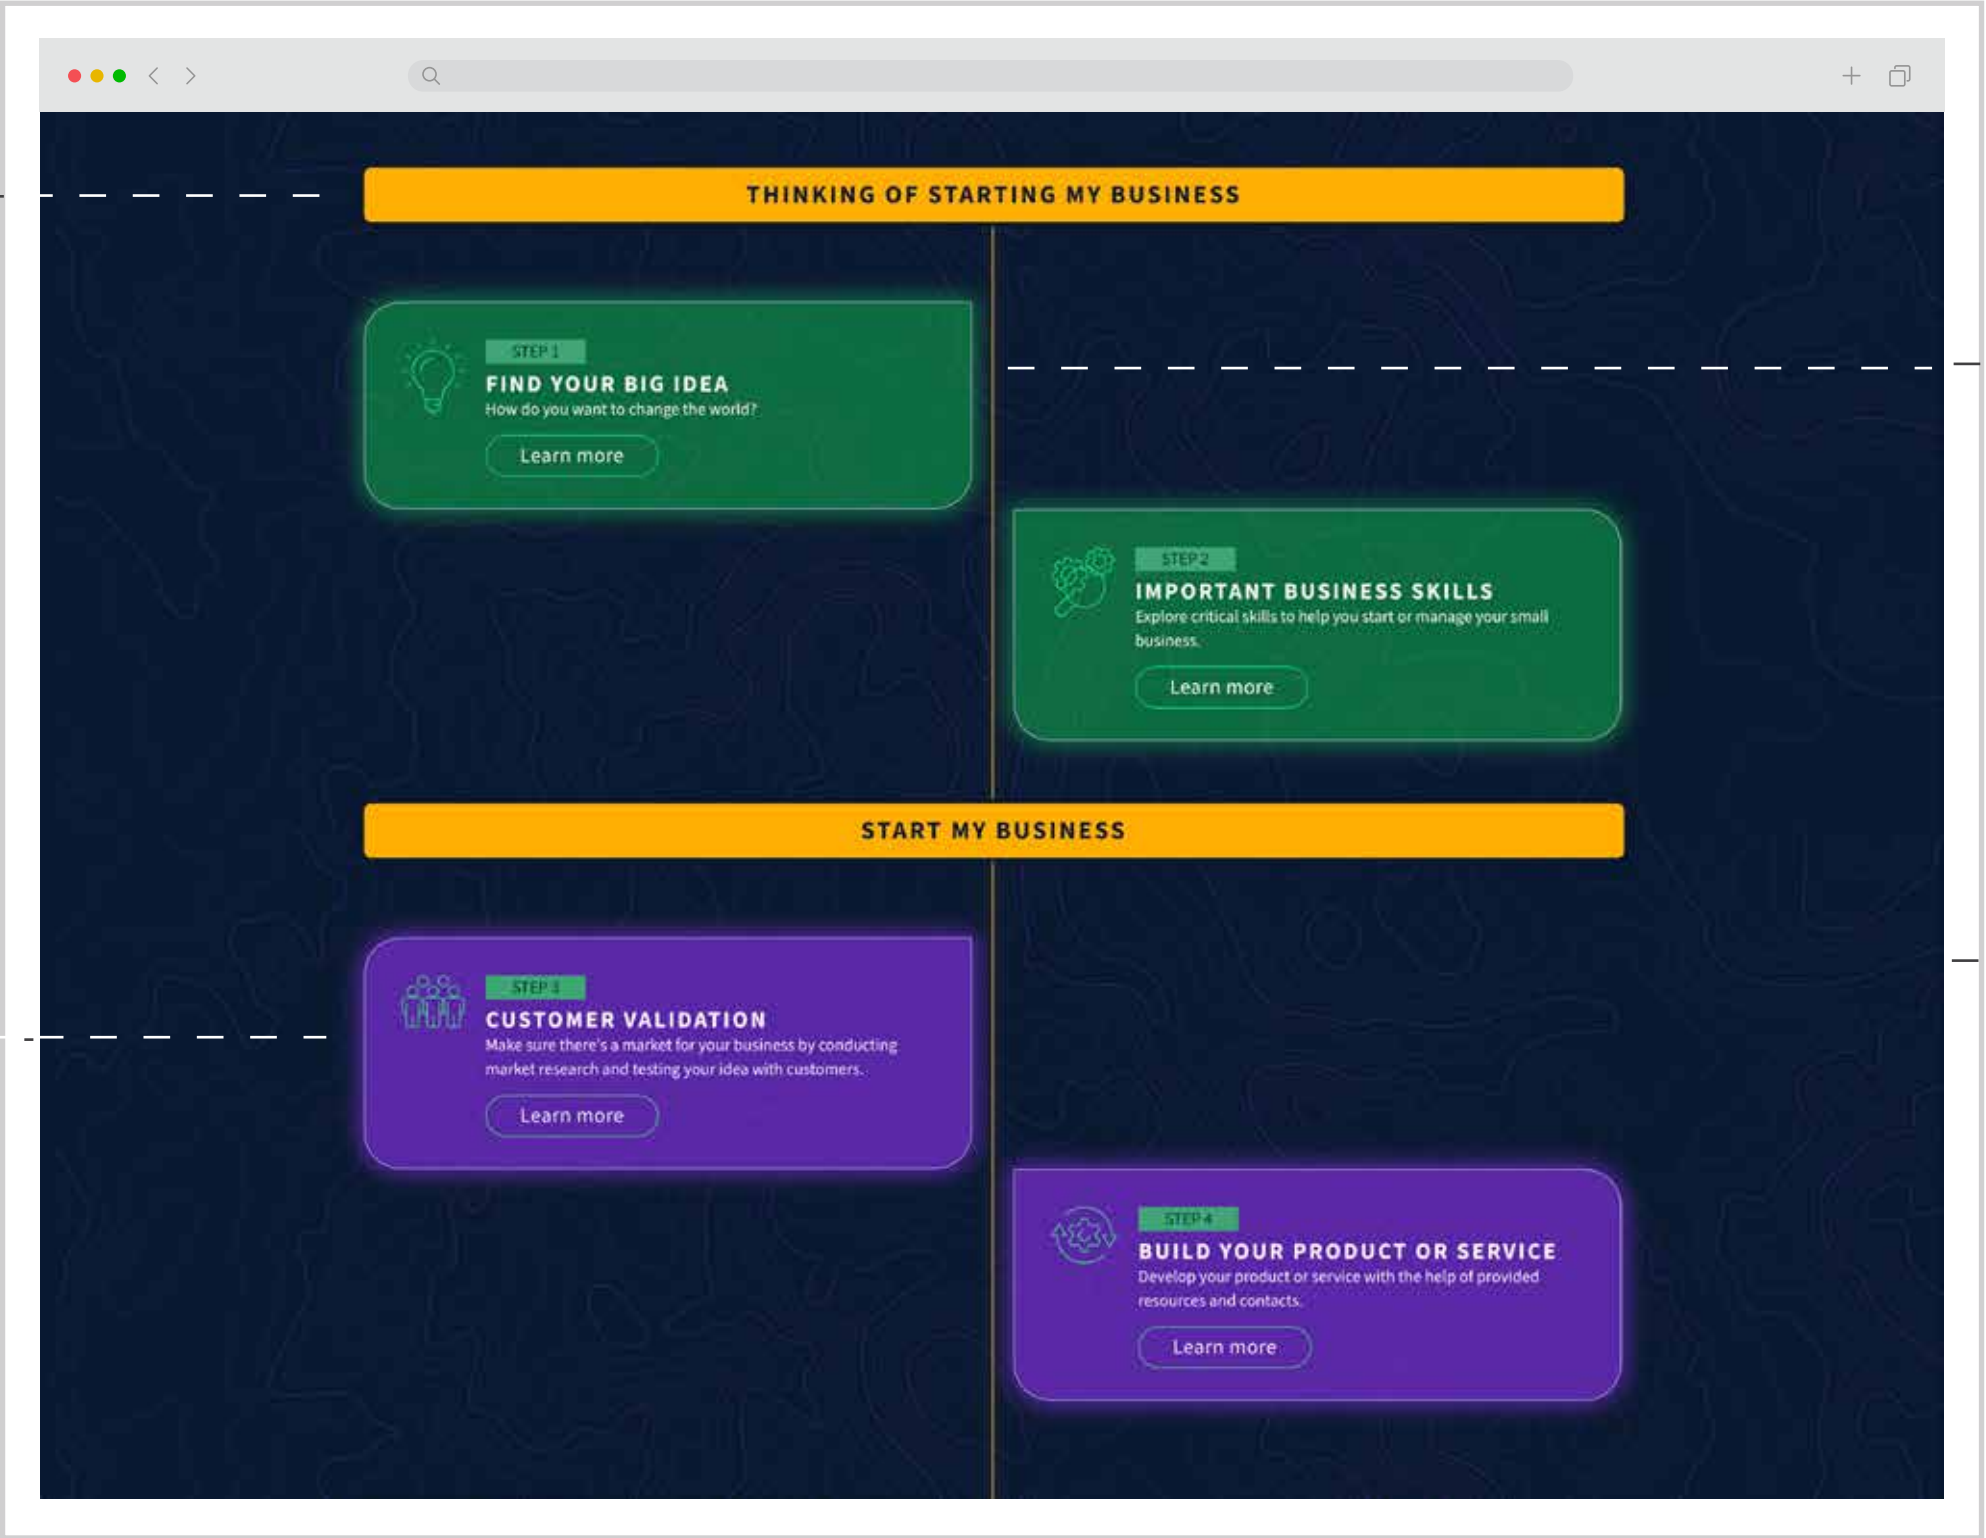 THINKING OF STARTING MY BUSINESS
STEP 1
FIND YOUR BIG IDEA
How do you want to change the world?
Learn more
STEP 2
IMPORTANT BUSINESS SKILLS
Explore critical skills to help you start or manage your small
business.
Learn more
START MY BUSINESS
STEP 3
CUSTOMER VALIDATION
Make sure there's a market for your business by conducting
market research and testing your idea with customers.
Learn more
STEP 4
BUILD YOUR PRODUCT OR SERVICE
Develop your product or service with the help of provided
resources and contacts.
Learn more